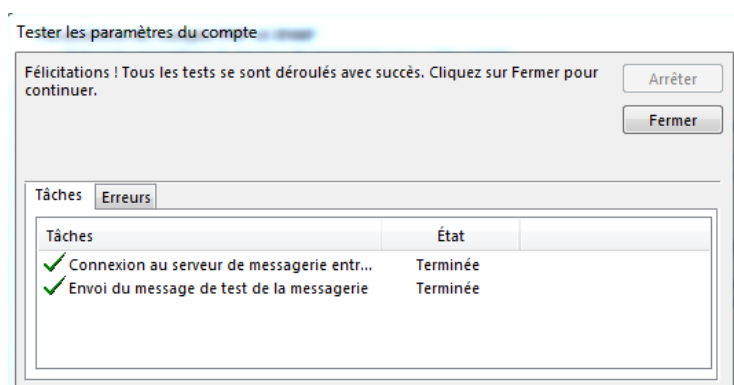 Tester les paramètres du compte
Félicitations ! Tous les tests se sont déroulés avec succès. Cliquez sur Fermer pour
continuer.
Arrêter
Fermer
Tâches Erreurs
Tâches État
Connexion au serveur de messagerie entr... Terminée
Envoi du message de test de la messagerie Terminée